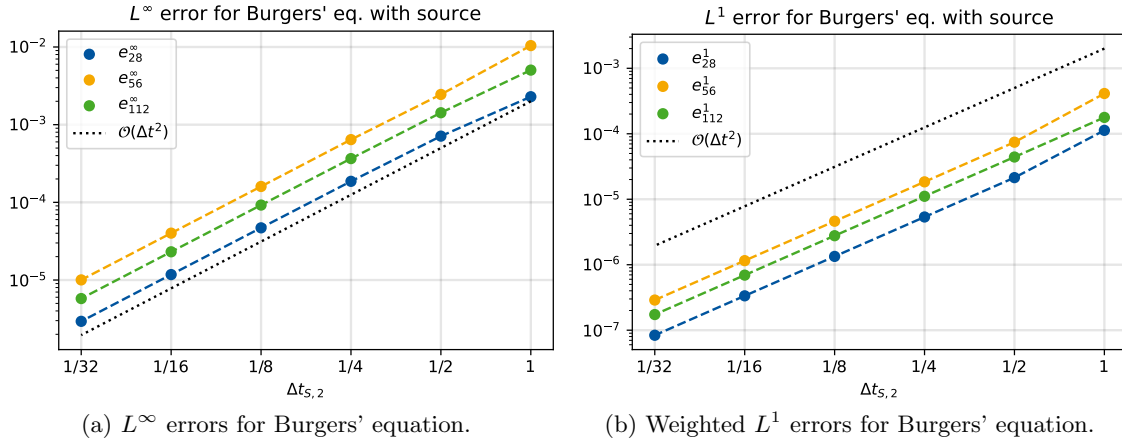 L∞ error for Burgers' eq. with source
10⁻²
10⁻³
10⁻⁴
10⁻⁵
e∞28
e∞56
e∞112
O(Δt²)
1/32 1/16 1/8 1/4 1/2 1
ΔtS,2
(a) L∞ errors for Burgers' equation.
L¹ error for Burgers' eq. with source
10⁻³
10⁻⁴
10⁻⁵
10⁻⁶
10⁻⁷
e¹28
e¹56
e¹112
O(Δt²)
1/32 1/16 1/8 1/4 1/2 1
ΔtS,2
(b) Weighted L¹ errors for Burgers' equation.